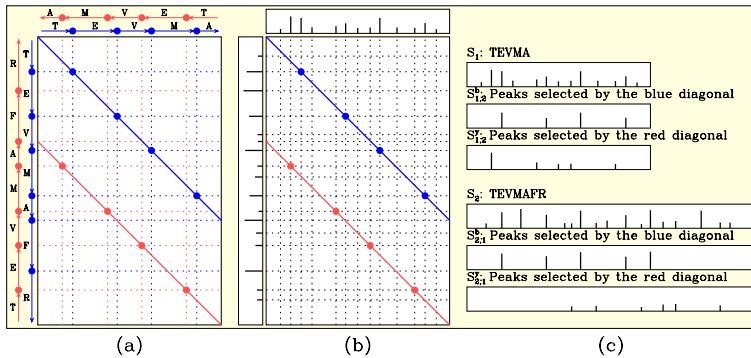 A M V E T
T E V M A
T E V M A F R
R F A M V E T
S1: TEVMA
S^b_1,2: Peaks selected by the blue diagonal
S^r_1,2: Peaks selected by the red diagonal
S2: TEVMAFR
S^b_2,1: Peaks selected by the blue diagonal
S^r_2,1: Peaks selected by the red diagonal
(a) (b) (c)